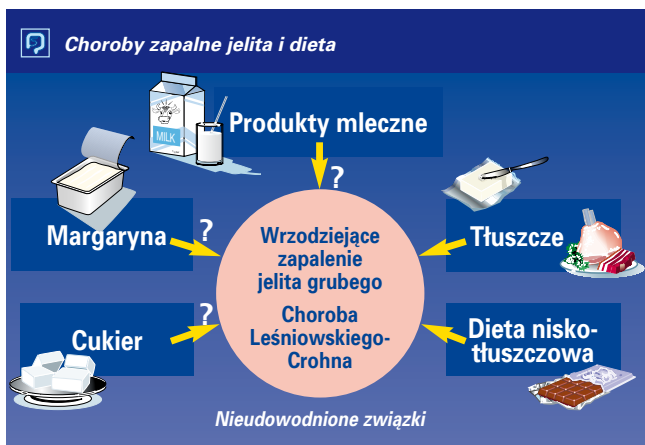 Choroby zapalne jelita i dieta
MILK
Produkty mleczne
?
Margaryna
?
Wrzodziejące
zapalenie
jelita grubego
Choroba
Leśniowskiego-
Crohna
Tłuszcze
Cukier
?
Dieta nisko-
tłuszczowa
Nieudowodnione związki